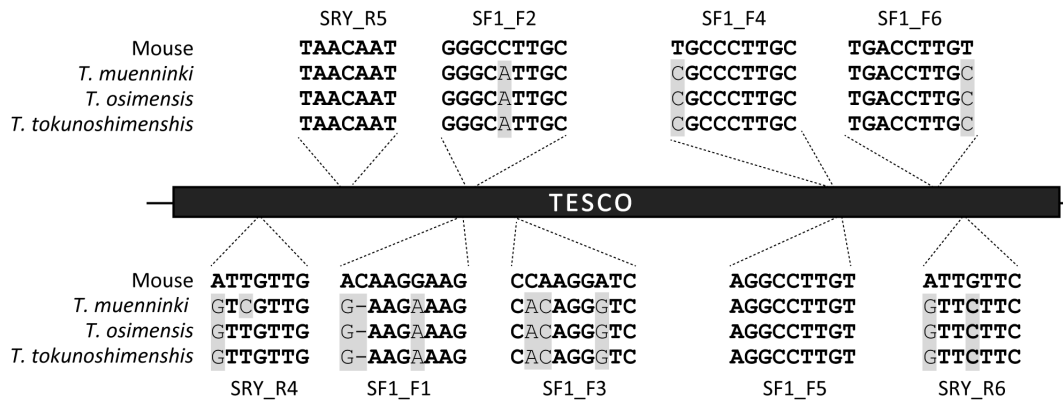 SRY_R5 SF1_F2 SF1_F4 SF1_F6
Mouse TAACAAT GGGCCTTGC TGCCCTTGC TGACCTTGT
T. muenninki TAACAAT GGGCATTGC CGCCCTTGC TGACCTTGC
T. osimensis TAACAAT GGGCATTGC CGCCCTTGC TGACCTTGC
T. tokunoshimenshis TAACAAT GGGCATTGC CGCCCTTGC TGACCTTGC
TESCO
Mouse ATTGTTG ACAAGGAAG CCAAGGATC AGGCCTTGT ATTGTTC
T. muenninki GTCGTTG G-AAGAAAG CACAGGGTC AGGCCTTGT GTTCTTC
T. osimensis GTTGTTG G-AAGAAAG CACAGGGTC AGGCCTTGT GTTCTTC
T. tokunoshimenshis GTTGTTG G-AAGAAAG CACAGGGTC AGGCCTTGT GTTCTTC
SRY_R4 SF1_F1 SF1_F3 SF1_F5 SRY_R6